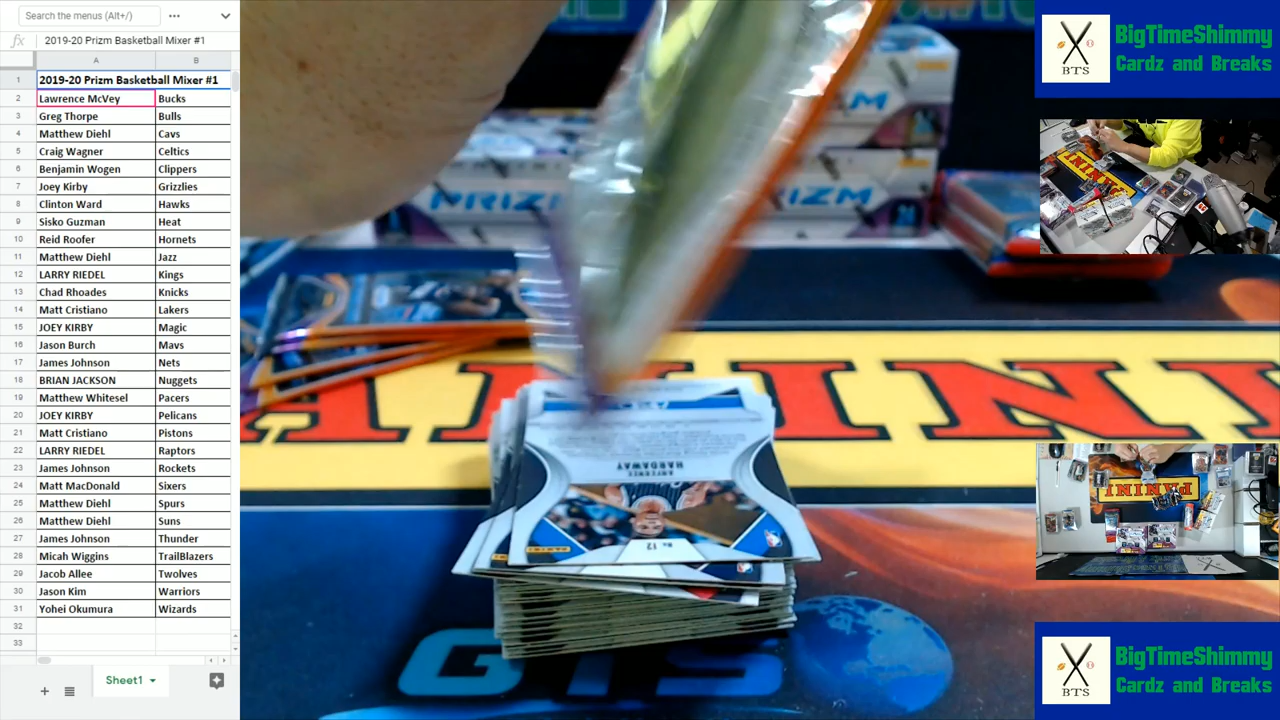 Search the menus (Alt+/)
fx 2019-20 Prizm Basketball Mixer #1
A B
1 2019-20 Prizm Basketball Mixer #1
2 Lawrence McVey Bucks
3 Greg Thorpe Bulls
4 Matthew Diehl Cavs
5 Craig Wagner Celtics
6 Benjamin Wogen Clippers
7 Joey Kirby Grizzlies
8 Clinton Ward Hawks
9 Sisko Guzman Heat
10 Reid Roofer Hornets
11 Matthew Diehl Jazz
12 LARRY RIEDEL Kings
13 Chad Rhoades Knicks
14 Matt Cristiano Lakers
15 JOEY KIRBY Magic
16 Jason Burch Mavs
17 James Johnson Nets
18 BRIAN JACKSON Nuggets
19 Matthew Whitesel Pacers
20 JOEY KIRBY Pelicans
21 Matt Cristiano Pistons
22 LARRY RIEDEL Raptors
23 James Johnson Rockets
24 Matt MacDonald Sixers
25 Matthew Diehl Spurs
26 Matthew Diehl Suns
27 James Johnson Thunder
28 Micah Wiggins TrailBlazers
29 Jacob Allee Twolves
30 Jason Kim Warriors
31 Yohei Okumura Wizards
32
33
Sheet1
PRIZM
PANINI
No. 12
ANFERNEE
HARDAWAY
GTS
BTS
BigTimeShimmy
Cardz and Breaks
PANINI
PANINI
BTS
BigTimeShimmy
Cardz and Breaks